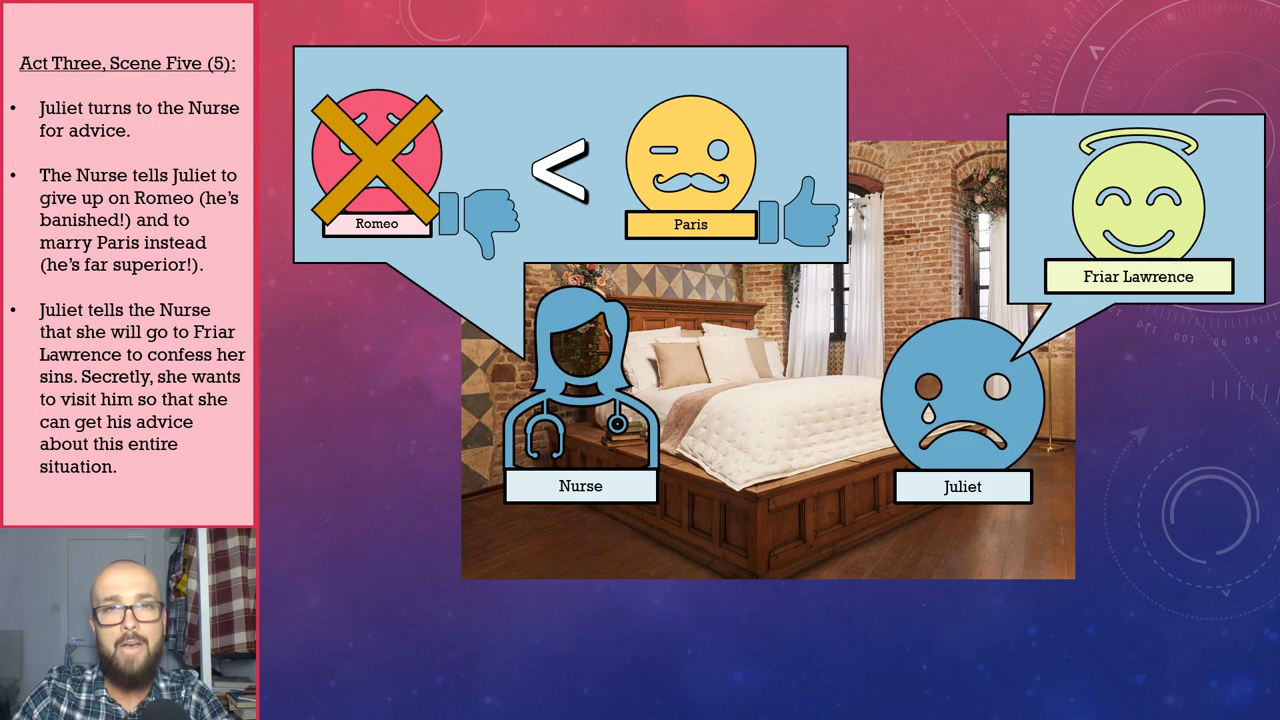 Act Three, Scene Five (5):
• Juliet turns to the Nurse
for advice.
• The Nurse tells Juliet to
give up on Romeo (he's
banished!) and to
marry Paris instead
(he's far superior!).
• Juliet tells the Nurse
that she will go to Friar
Lawrence to confess her
sins. Secretly, she wants
to visit him so that she
can get his advice
about this entire
situation.
Romeo
<
Paris
Friar Lawrence
Nurse
Juliet